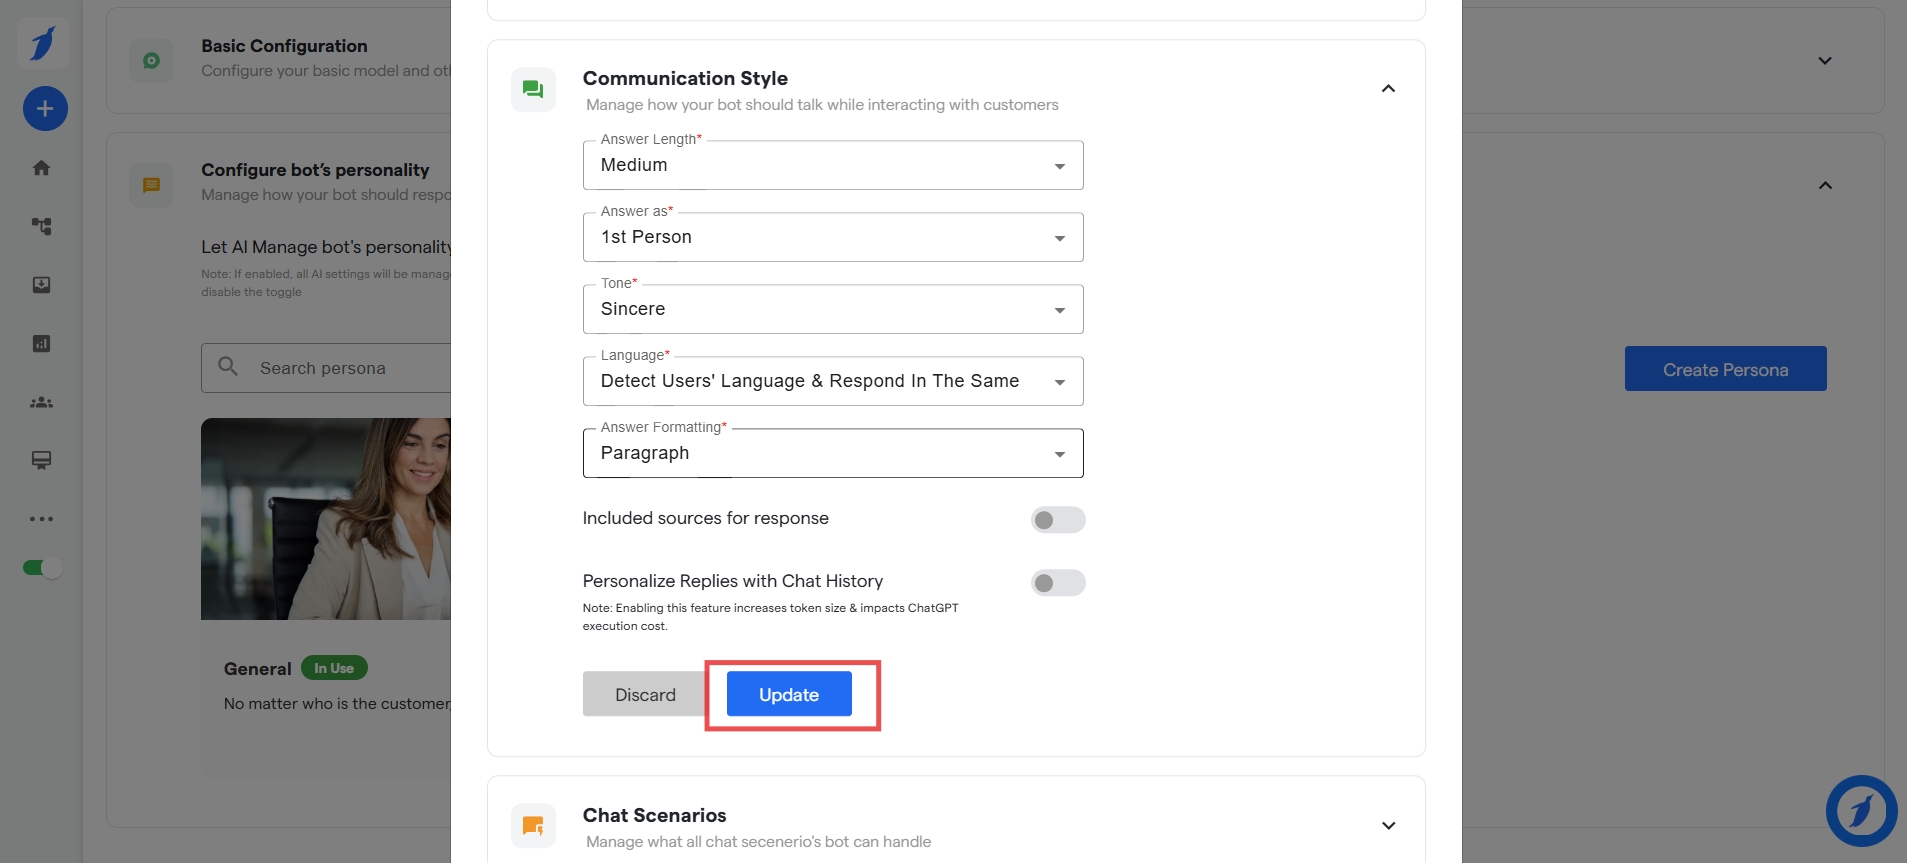 Basic Configuration
Configure your basic model and ot
Configure bot's personality
Manage how your bot should respo
Let AI Manage bot's personality
Note: If enabled, all AI settings will be manag
disable the toggle
Search persona
General In Use
No matter who is the customer,
Communication Style
Manage how your bot should talk while interacting with customers
Answer Length*
Medium
Answer as*
1st Person
Tone*
Sincere
Language*
Detect Users' Language & Respond In The Same
Answer Formatting*
Paragraph
Included sources for response
Personalize Replies with Chat History
Note: Enabling this feature increases token size & impacts ChatGPT
execution cost.
Discard Update
Chat Scenarios
Manage what all chat secenerio's bot can handle
Create Persona